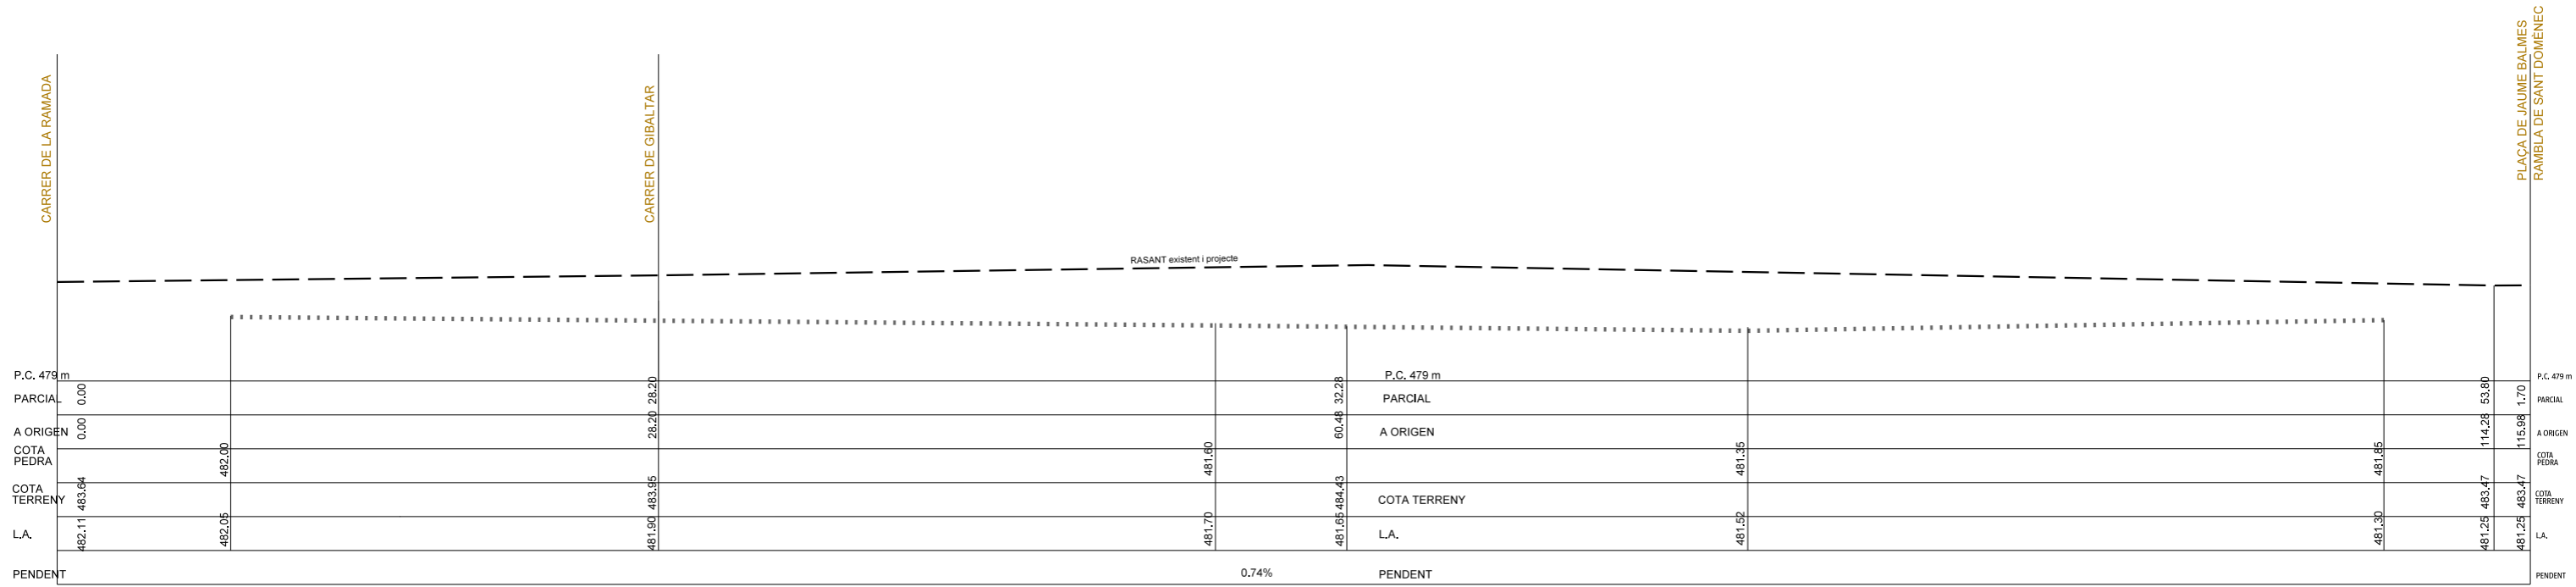 CARRER DE LA RAMADA
CARRER DE GIBALTAR
PLAÇA DE JAUME BALMES
RAMBLA DE SANT DOMÈNEC
RASANT existent i projecte
P.C. 479 m
P.C. 479 m
P.C. 479 m
PARCIAL 0.00 28.20 32.28 PARCIAL 53.80 1.70 PARCIAL
A ORIGEN 0.00 28.20 60.48 A ORIGEN 114.28 115.98 A ORIGEN
COTA
PEDRA 482.00 481.60 481.35 481.85 COTA
PEDRA
COTA
TERRENY 483.64 483.95 484.43 COTA TERRENY 483.47 483.47 COTA
TERRENY
L.A. 482.11 482.05 481.90 481.70 481.65 L.A. 481.52 481.30 481.25 481.25 L.A.
PENDENT 0.74% PENDENT PENDENT